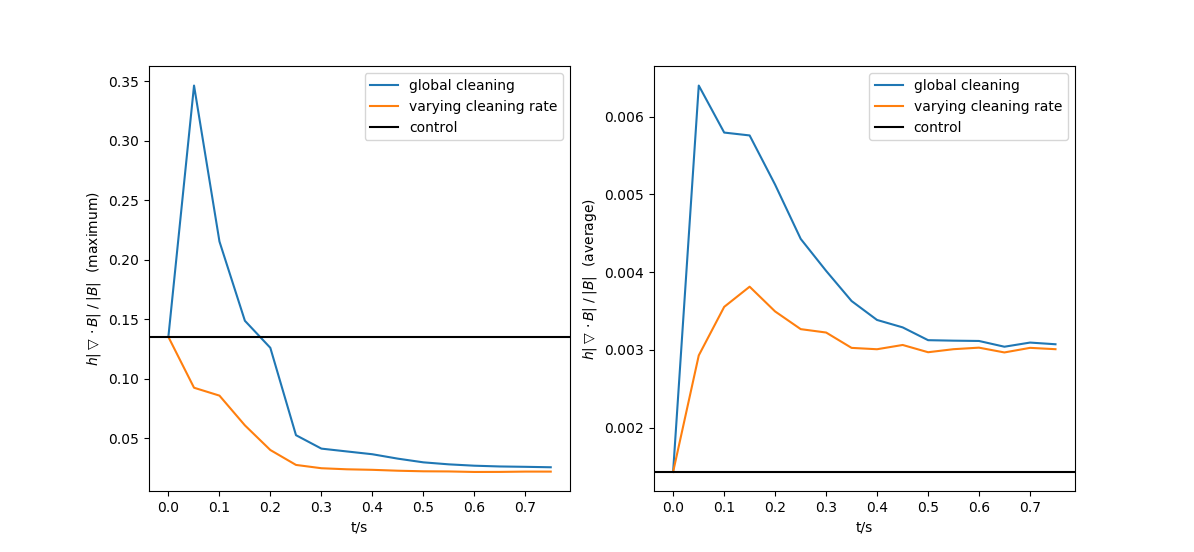 h|▽ · B| / |B| (maximum)
0.35
0.30
0.25
0.20
0.15
0.10
0.05
0.0 0.1 0.2 0.3 0.4 0.5 0.6 0.7
t/s
global cleaning
varying cleaning rate
control
h|▽ · B| / |B| (average)
0.006
0.005
0.004
0.003
0.002
0.0 0.1 0.2 0.3 0.4 0.5 0.6 0.7
t/s
global cleaning
varying cleaning rate
control